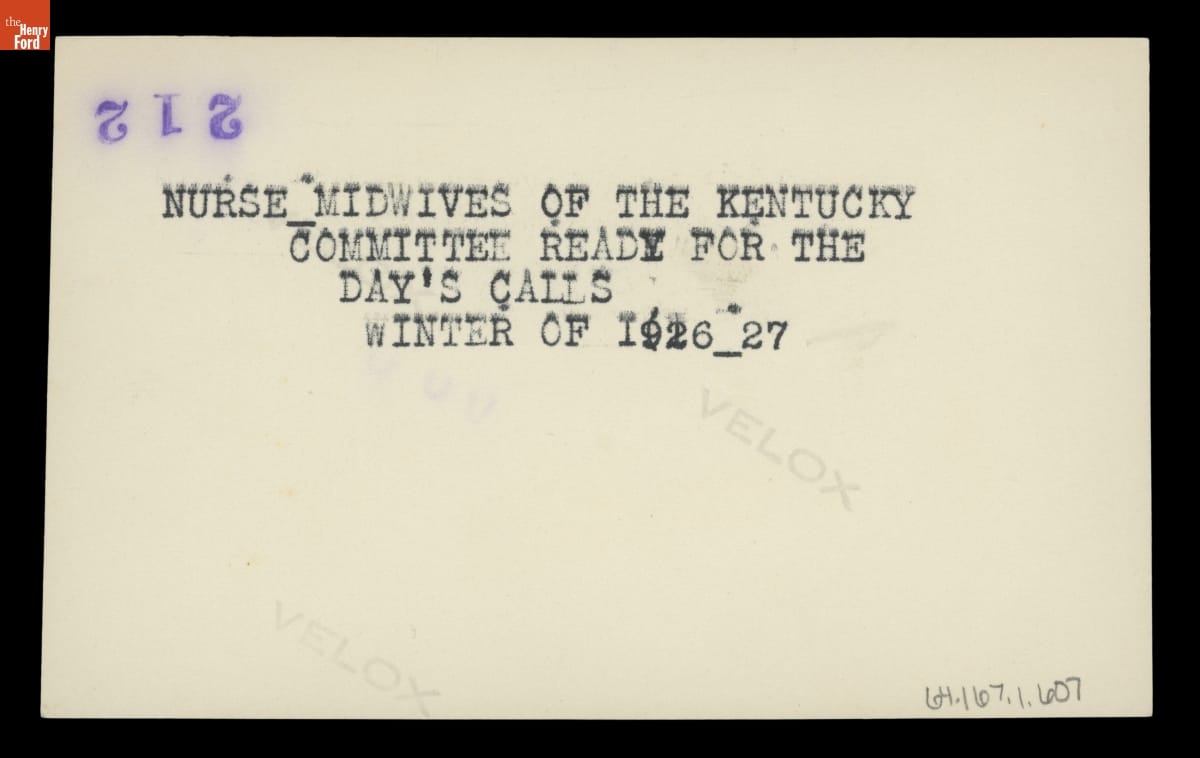 the
Henry
Ford
212
NURSE_MIDWIVES OF THE KENTUCKY
COMMITTEE READY FOR THE
DAY'S CALLS
WINTER OF 1926_27
VELOX
VELOX
64.167.1.607